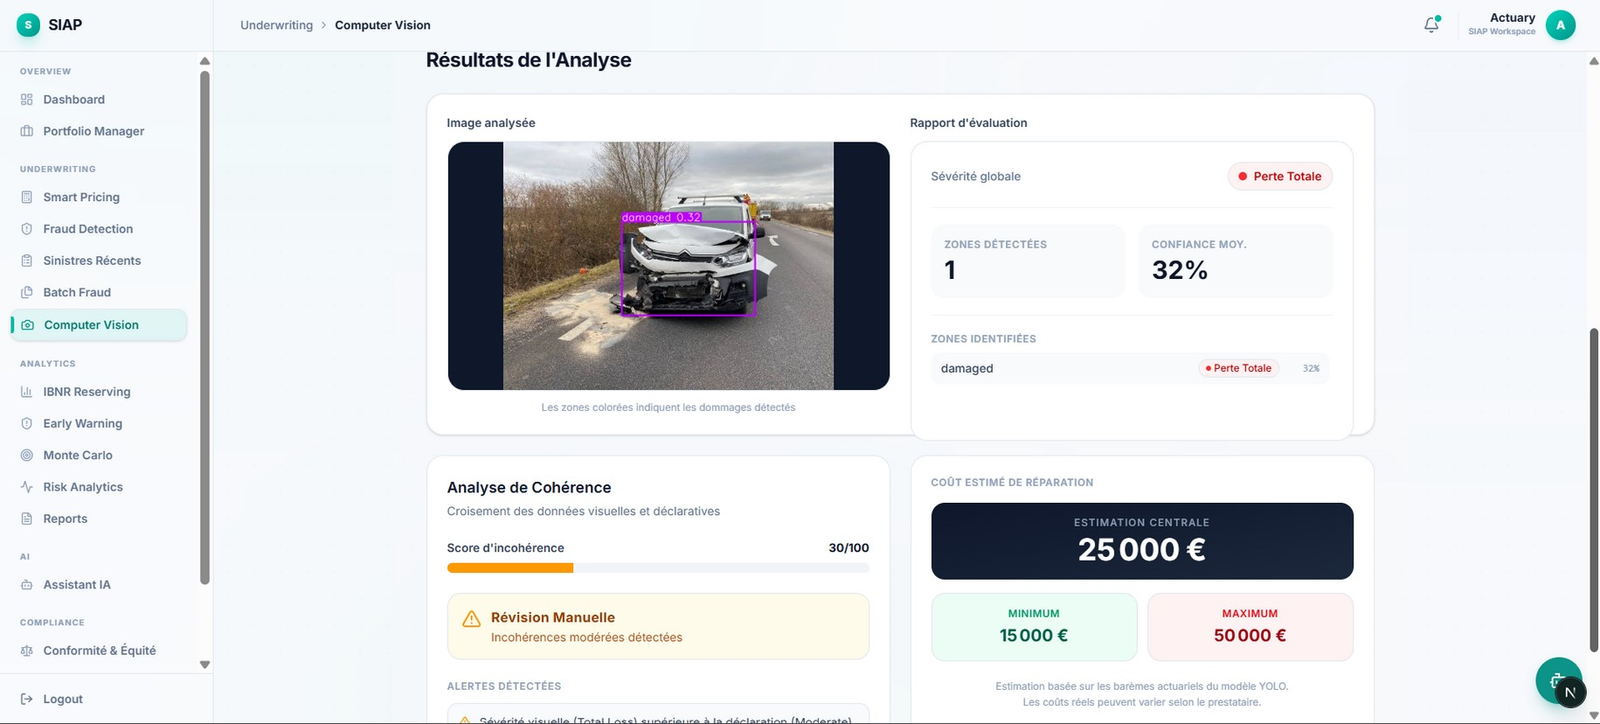 S SIAP
Underwriting > Computer Vision
Actuary
SIAP Workspace
A
OVERVIEW
Dashboard
Portfolio Manager
UNDERWRITING
Smart Pricing
Fraud Detection
Sinistres Récents
Batch Fraud
Computer Vision
ANALYTICS
IBNR Reserving
Early Warning
Monte Carlo
Risk Analytics
Reports
AI
Assistant IA
COMPLIANCE
Conformité & Équité
Logout
Résultats de l'Analyse
Image analysée
damaged 0.32
Les zones colorées indiquent les dommages détectés
Rapport d'évaluation
Sévérité globale
Perte Totale
ZONES DÉTECTÉES
1
CONFIANCE MOY.
32%
ZONES IDENTIFIÉES
damaged Perte Totale 32%
Analyse de Cohérence
Croisement des données visuelles et déclaratives
Score d'incohérence 30/100
Révision Manuelle
Incohérences modérées détectées
ALERTES DÉTECTÉES
Sévérité visuelle (Total Loss) supérieure à la déclaration (Moderate)
COÛT ESTIMÉ DE RÉPARATION
ESTIMATION CENTRALE
25 000 €
MINIMUM
15 000 €
MAXIMUM
50 000 €
Estimation basée sur les barèmes actuariels du modèle YOLO.
Les coûts réels peuvent varier selon le prestataire.
N